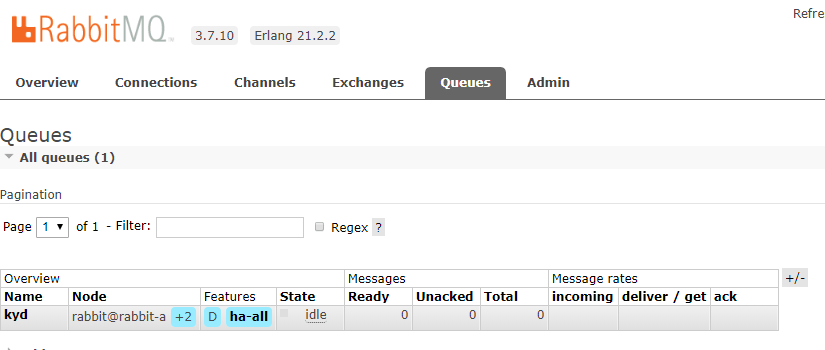 Refre
RabbitMQ 3.7.10 Erlang 21.2.2
Overview Connections Channels Exchanges Queues Admin
Queues
All queues (1)
Pagination
Page 1 of 1 - Filter: Regex ?
Overview Messages Message rates +/-
Name Node Features State Ready Unacked Total incoming deliver / get ack
kyd rabbit@rabbit-a +2 D ha-all idle 0 0 0